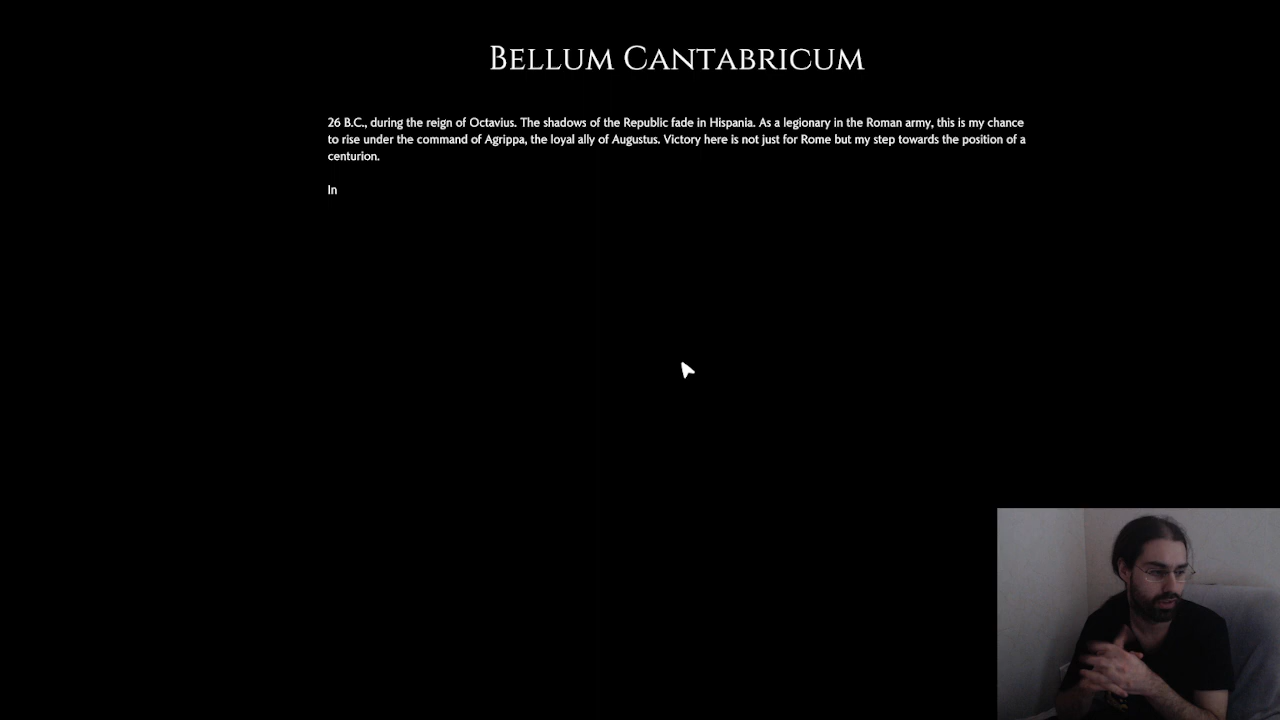 Bellum Cantabricum
26 B.C., during the reign of Octavius. The shadows of the Republic fade in Hispania. As a legionary in the Roman army, this is my chance
to rise under the command of Agrippa, the loyal ally of Augustus. Victory here is not just for Rome but my step towards the position of a
centurion.
In